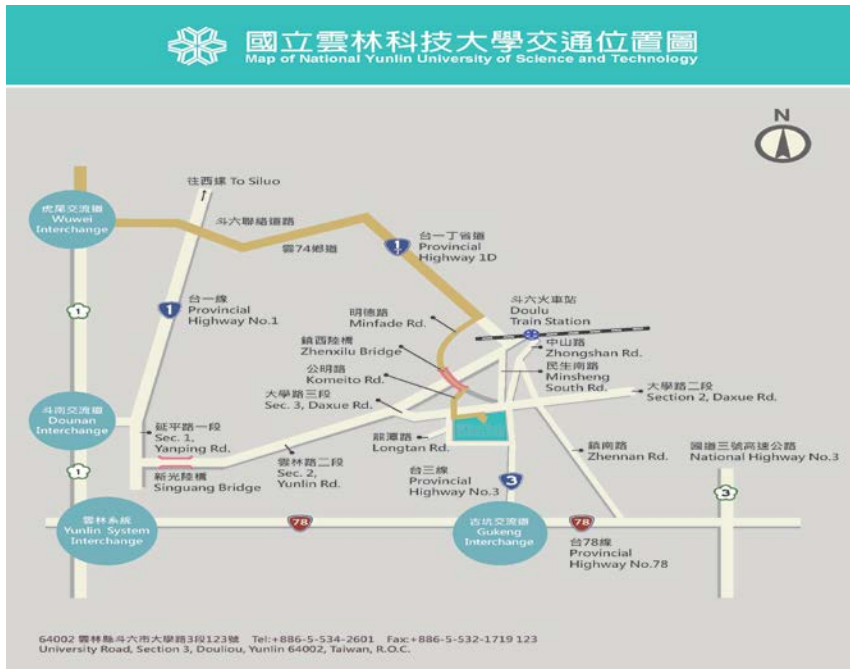 國立雲林科技大學交通位置圖
Map of National Yunlin University of Science and Technology
N
往西螺 To Siluo
虎尾交流道
Wuwei
Interchange
斗六聯絡道路
雲74鄉道
1
台一丁省道
Provincial
Highway 1D
1
1
台一線
Provincial
Highway No.1
明德路
Minfade Rd.
斗六火車站
Doulu
Train Station
鎮西陸橋
Zhenxilu Bridge
中山路
Zhongshan Rd.
公明路
Komeito Rd.
民生南路
Minsheng
South Rd.
大學路三段
Sec. 3, Daxue Rd.
大學路二段
Section 2, Daxue Rd.
斗南交流道
Dounan
Interchange
延平路一段
Sec. 1,
Yanping Rd.
龍潭路
Longtan Rd.
鎮南路
Zhennan Rd.
國道三號高速公路
National Highway No.3
1
新光陸橋
Singuang Bridge
雲林路二段
Sec. 2,
Yunlin Rd.
台三線
Provincial
Highway No.3
3
3
雲林系統
Yunlin System
Interchange
78
古坑交流道
Gukeng
Interchange
78
台78線
Provincial
Highway No.78
64002 雲林縣斗六市大學路3段123號 Tel:+886-5-534-2601 Fax:+886-5-532-1719 123
University Road, Section 3, Douliou, Yunlin 64002, Taiwan, R.O.C.